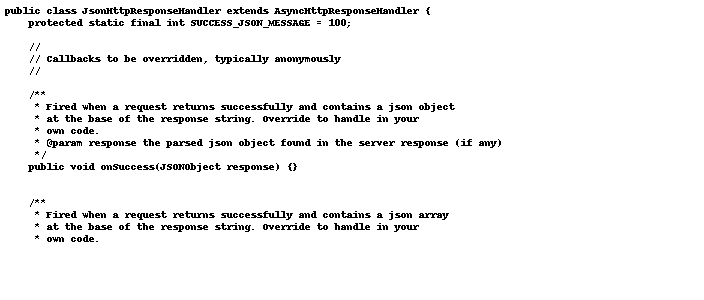 public class JsonHttpResponseHandler extends AsyncHttpResponseHandler {
    protected static final int SUCCESS_JSON_MESSAGE = 100;
    //
    // Callbacks to be overridden, typically anonymously
    //
    /**
     * Fired when a request returns successfully and contains a json object
     * at the base of the response string. Override to handle in your
     * own code.
     * @param response the parsed json object found in the server response (if any)
     */
    public void onSuccess(JSONObject response) {}
    /**
     * Fired when a request returns successfully and contains a json array
     * at the base of the response string. Override to handle in your
     * own code.